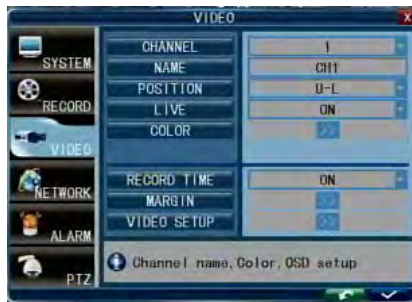 VIDEO
X
SYSTEM
RECORD
VIDEO
NETWORK
ALARM
PTZ
CHANNEL 1
NAME CH1
POSITION U-L
LIVE ON
COLOR >>
RECORD TIME ON
MARGIN >>
VIDEO SETUP >>
Channel name,Color,OSD setup